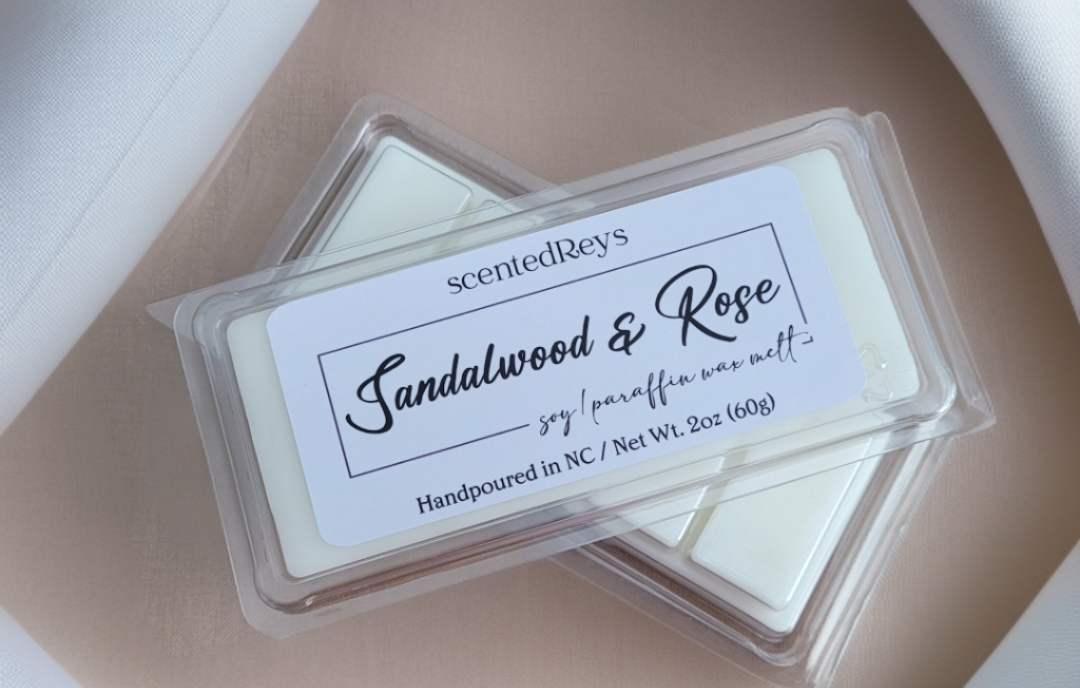 scentedReys
Sandalwood & Rose
soy/paraffin wax melt
Handpoured in NC / Net Wt. 2oz (60g)